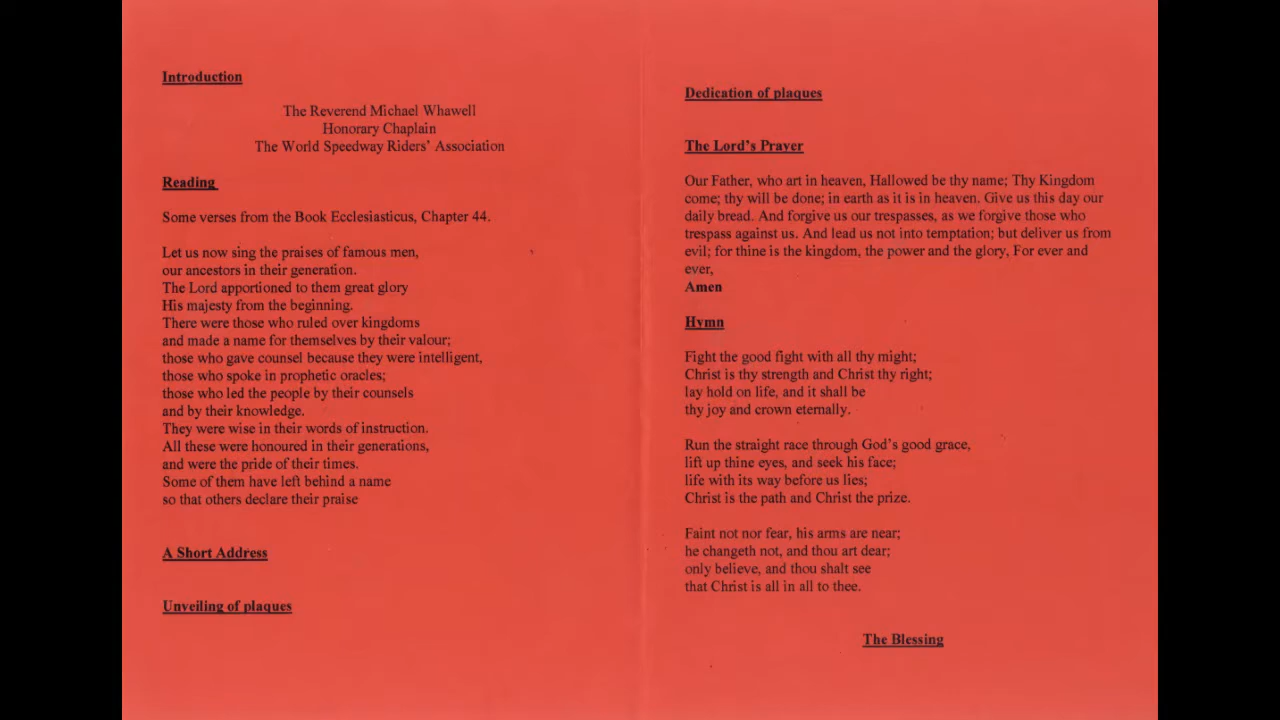 Introduction
The Reverend Michael Whawell
Honorary Chaplain
The World Speedway Riders' Association
Reading
Some verses from the Book Ecclesiasticus, Chapter 44.
Let us now sing the praises of famous men,
our ancestors in their generation.
The Lord apportioned to them great glory
His majesty from the beginning.
There were those who ruled over kingdoms
and made a name for themselves by their valour;
those who gave counsel because they were intelligent,
those who spoke in prophetic oracles;
those who led the people by their counsels
and by their knowledge.
They were wise in their words of instruction.
All these were honoured in their generations,
and were the pride of their times.
Some of them have left behind a name
so that others declare their praise
A Short Address
Unveiling of plaques
Dedication of plaques
The Lord's Prayer
Our Father, who art in heaven, Hallowed be thy name; Thy Kingdom
come; thy will be done; in earth as it is in heaven. Give us this day our
daily bread. And forgive us our trespasses, as we forgive those who
trespass against us. And lead us not into temptation; but deliver us from
evil; for thine is the kingdom, the power and the glory, For ever and
ever,
Amen
Hymn
Fight the good fight with all thy might;
Christ is thy strength and Christ thy right;
lay hold on life, and it shall be
thy joy and crown eternally.
Run the straight race through God's good grace,
lift up thine eyes, and seek his face;
life with its way before us lies;
Christ is the path and Christ the prize.
Faint not nor fear, his arms are near;
he changeth not, and thou art dear;
only believe, and thou shalt see
that Christ is all in all to thee.
The Blessing